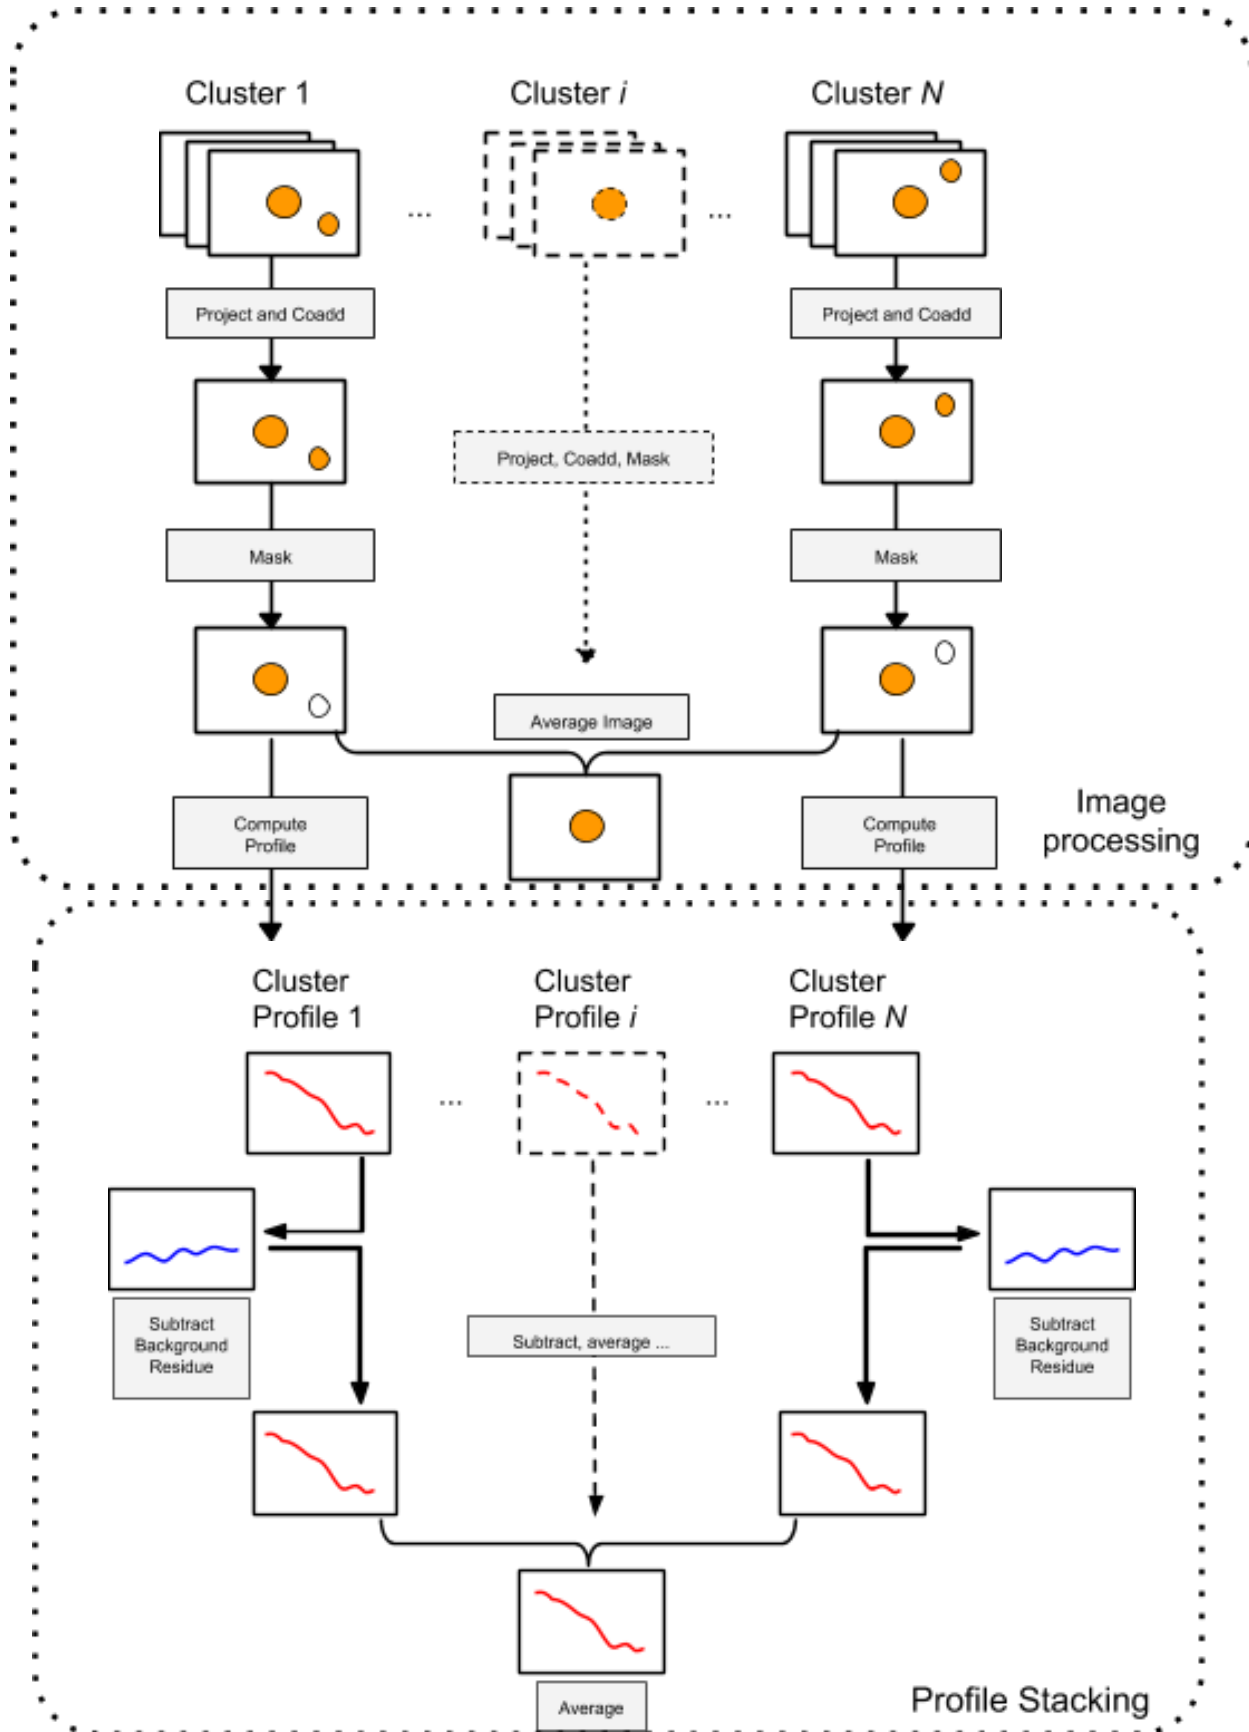 Cluster 1
Cluster i
Cluster N
...
...
Project and Coadd
Project and Coadd
Project, Coadd, Mask
Mask
Mask
Average Image
Compute
Profile
Compute
Profile
Image
processing
Cluster
Profile 1
Cluster
Profile i
Cluster
Profile N
...
...
Subtract
Background
Residue
Subtract, average ...
Subtract
Background
Residue
Average
Profile Stacking